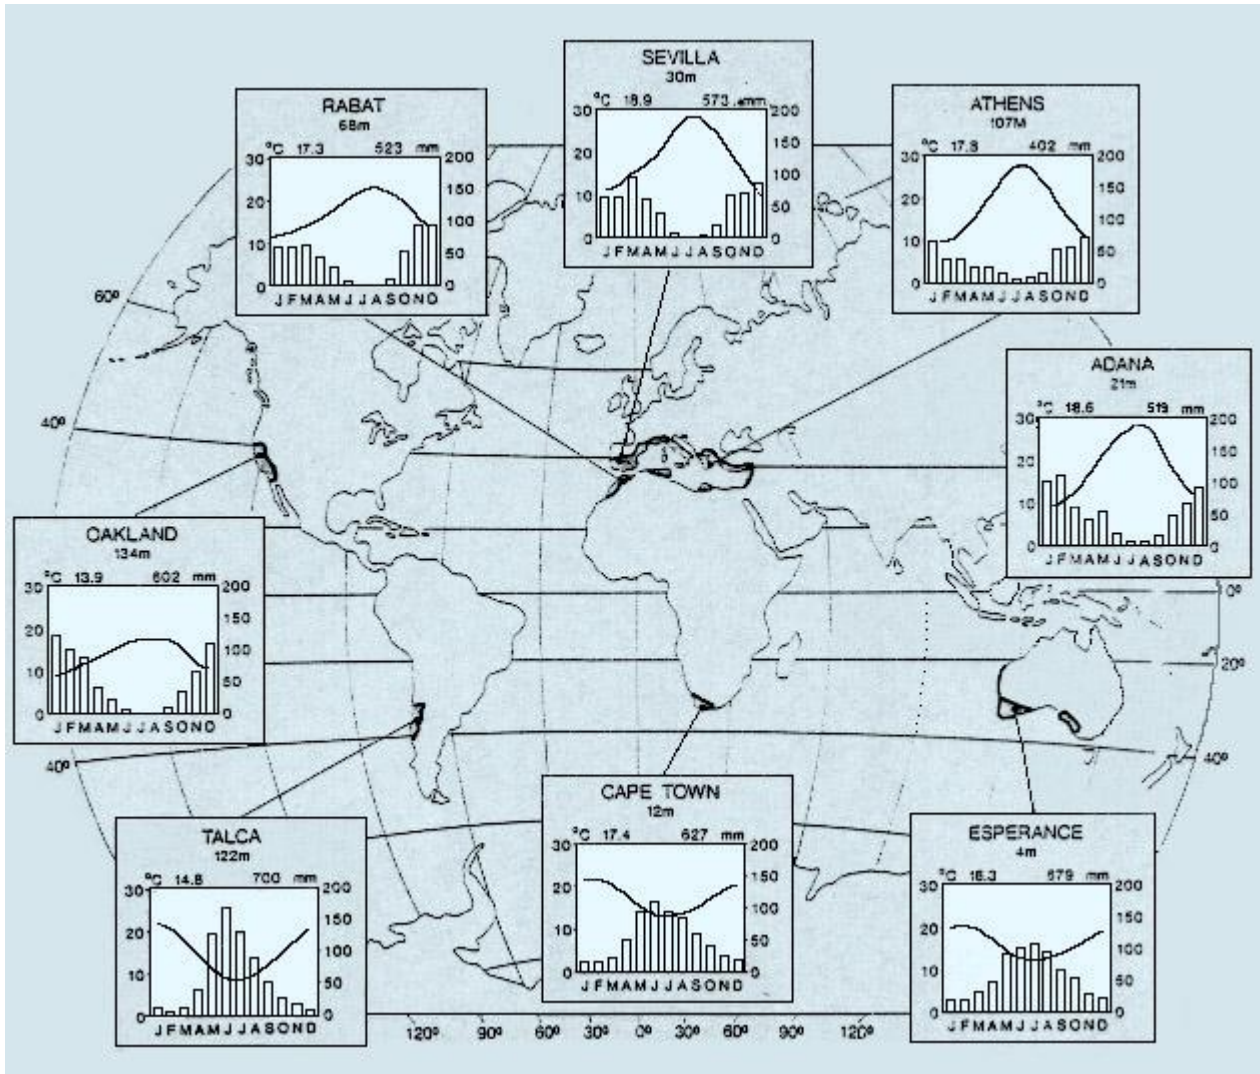 SEVILLA
30m
°C 18.9 573 mm
30 200
20 150
10 100
50
0 0
J F M A M J J A S O N D
RABAT
68m
°C 17.3 523 mm
30 200
20 150
10 100
50
0 0
J F M A M J J A S O N D
ATHENS
107M
°C 17.8 402 mm
30 200
20 150
10 100
50
0 0
J F M A M J J A S O N D
ADANA
21m
°C 18.6 519 mm
30 200
20 150
10 100
50
0 0
J F M A M J J A S O N D
60º
40º
OAKLAND
134m
°C 13.9 602 mm
30 200
20 150
10 100
50
0 0
J F M A M J J A S O N D
0º
20º
40º
40º
TALCA
122m
°C 14.8 700 mm
30 200
20 150
10 100
50
0 0
J F M A M J J A S O N D
CAPE TOWN
12m
°C 17.4 627 mm
30 200
20 150
10 100
50
0 0
J F M A M J J A S O N D
ESPERANCE
4m
°C 16.3 679 mm
30 200
20 150
10 100
50
0 0
J F M A M J J A S O N D
120º 90º 60º 30º 0º 30º 60º 90º 120º